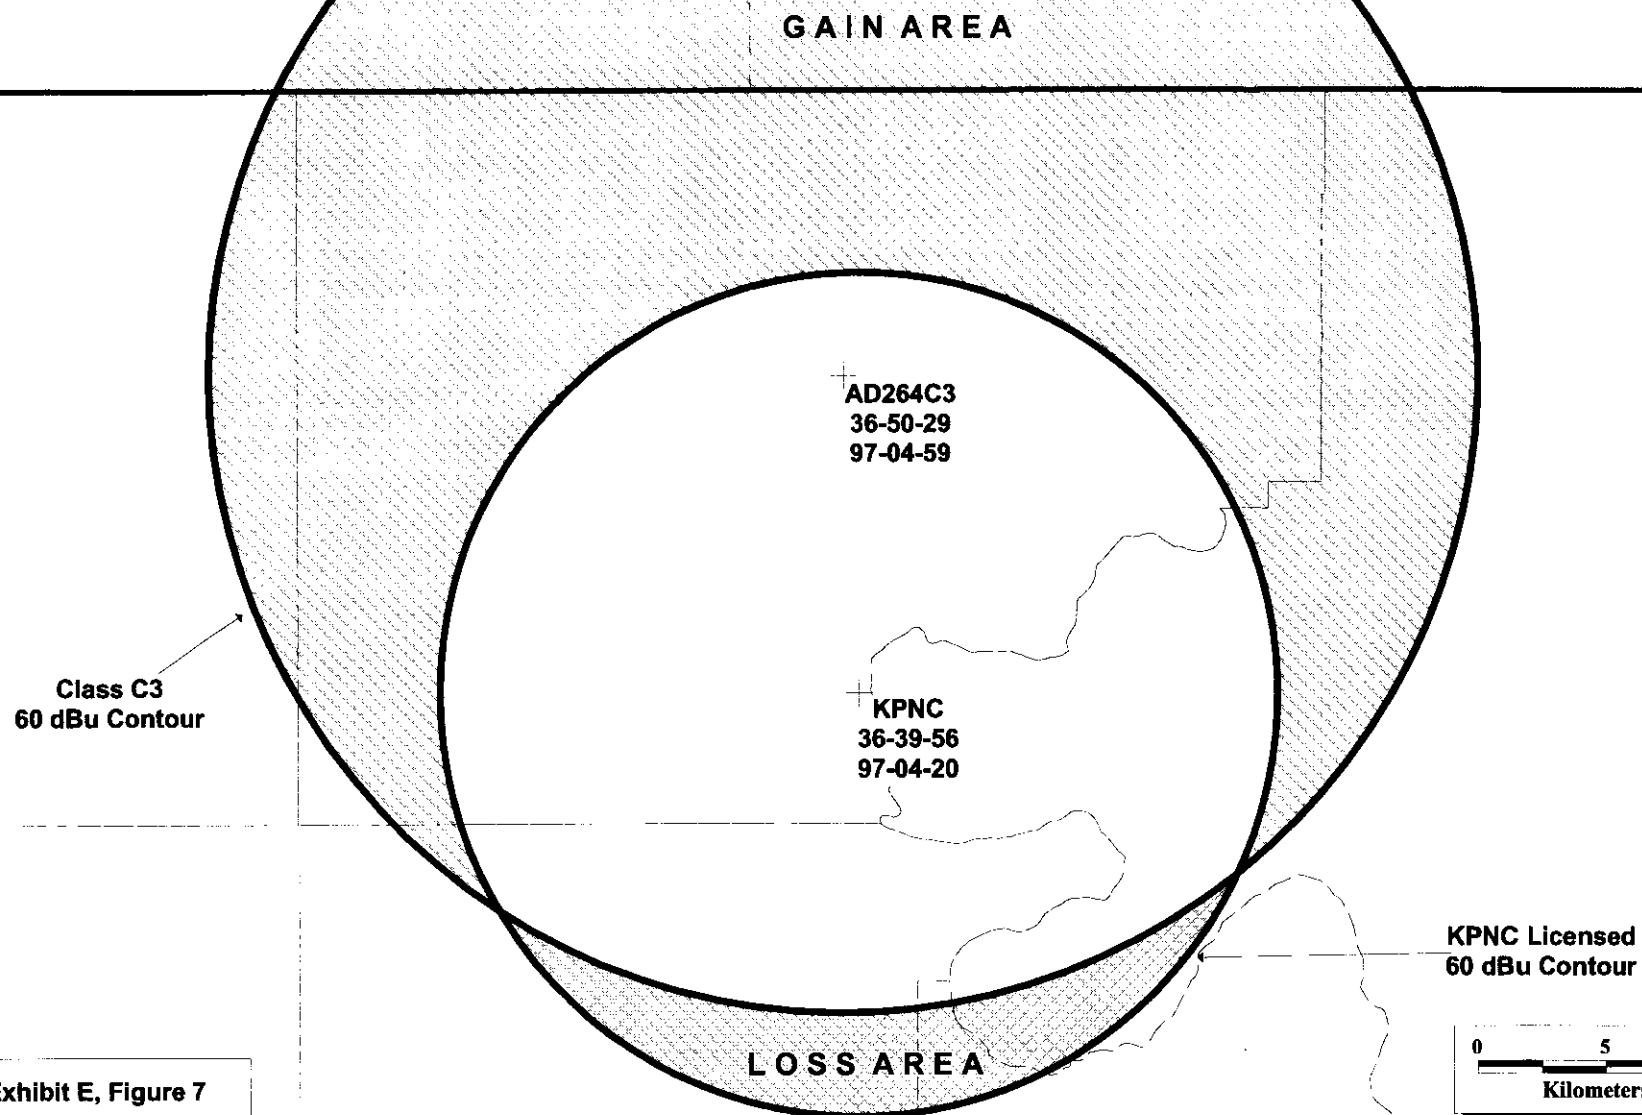 GAIN AREA
AD264C3
36-50-29
97-04-59
Class C3
60 dBu Contour
KPNC
36-39-56
97-04-20
KPNC Licensed
60 dBu Contour
LOSS AREA
0 5
Kilometers
Exhibit E, Figure 7